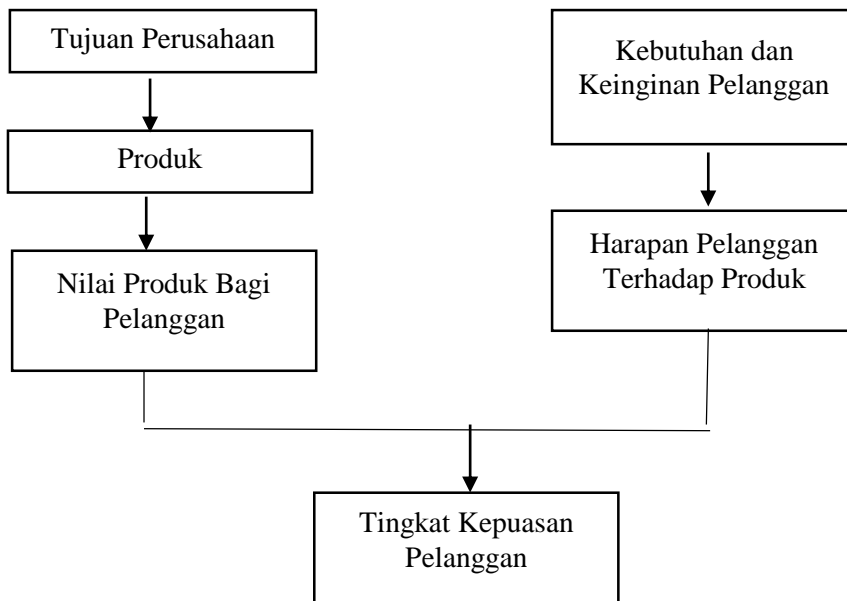 Tujuan Perusahaan
Produk
Nilai Produk Bagi
Pelanggan
Kebutuhan dan
Keinginan Pelanggan
Harapan Pelanggan
Terhadap Produk
Tingkat Kepuasan
Pelanggan